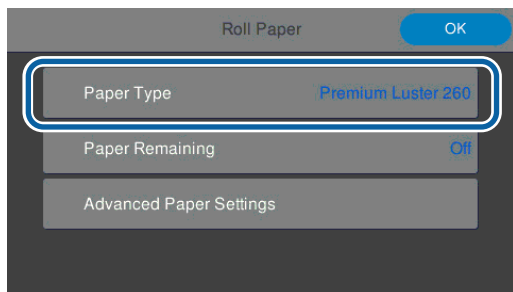 Roll Paper OK
Paper Type Premium Luster 260
Paper Remaining Off
Advanced Paper Settings